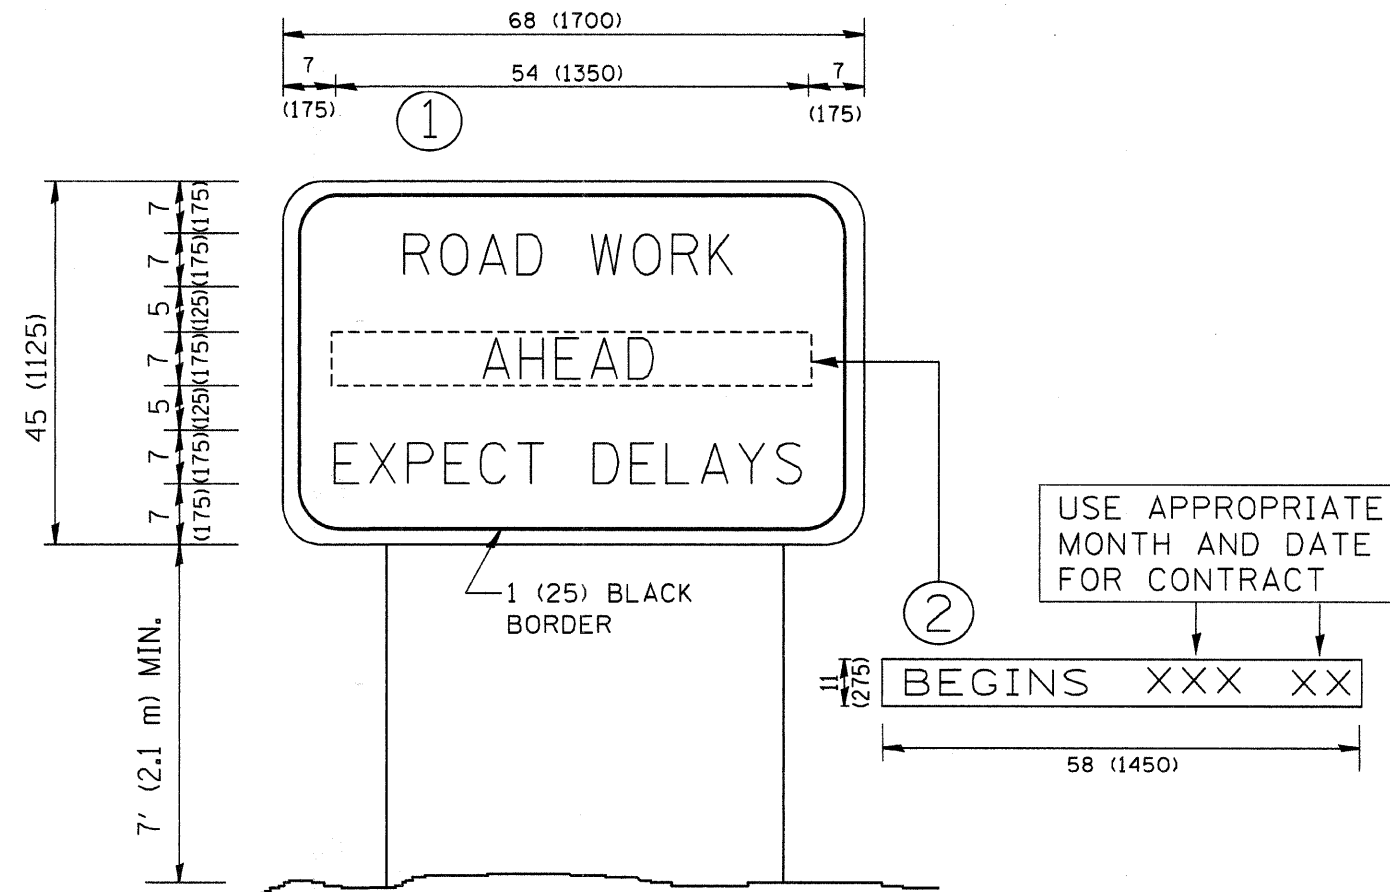 68 (1700)
7
54 (1350)
7
(175)
(175)
1
ROAD WORK
AHEAD
EXPECT DELAYS
45 (1125)
7
(175)
7
(175)
5
(125)
7
(175)
5
(125)
7
(175)
7
(175)
7' (2.1 m) MIN.
1 (25) BLACK
BORDER
2
USE APPROPRIATE
MONTH AND DATE
FOR CONTRACT
11
(275)
BEGINS XXX XX
58 (1450)